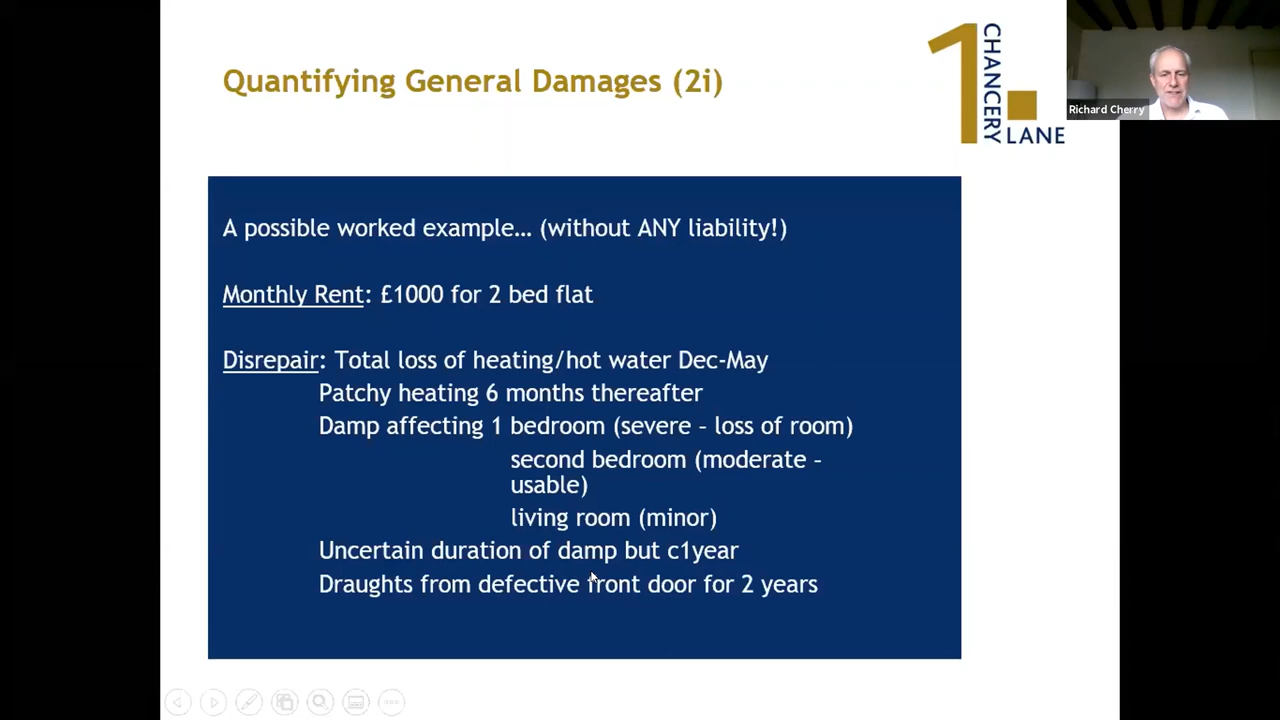 Quantifying General Damages (2i)
1
CHANCERY
LANE
Richard Cherry
A possible worked example… (without ANY liability!)
Monthly Rent: £1000 for 2 bed flat
Disrepair: Total loss of heating/hot water Dec-May
Patchy heating 6 months thereafter
Damp affecting 1 bedroom (severe – loss of room)
second bedroom (moderate –
usable)
living room (minor)
Uncertain duration of damp but c1year
Draughts from defective front door for 2 years